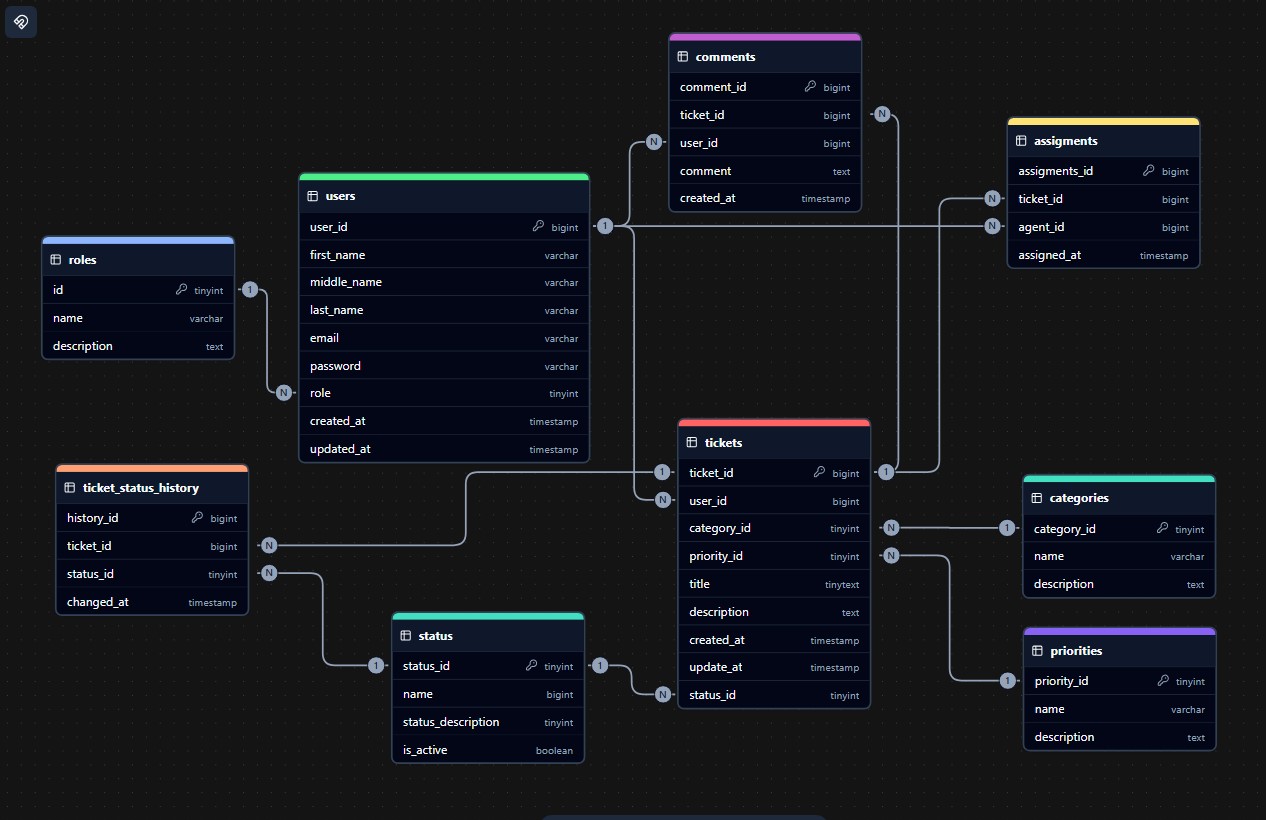 comments
comment_id bigint
ticket_id bigint
user_id bigint
comment text
created_at timestamp
N
N
assigments
assigments_id bigint
ticket_id bigint
agent_id bigint
assigned_at timestamp
N
N
users
user_id bigint
first_name varchar
middle_name varchar
last_name varchar
email varchar
password varchar
role tinyint
created_at timestamp
updated_at timestamp
1
N
roles
id tinyint
name varchar
description text
1
tickets
ticket_id bigint
user_id bigint
category_id tinyint
priority_id tinyint
title tinytext
description text
created_at timestamp
update_at timestamp
status_id tinyint
1
1
N
N
N
N
ticket_status_history
history_id bigint
ticket_id bigint
status_id tinyint
changed_at timestamp
N
N
categories
category_id tinyint
name varchar
description text
1
status
status_id tinyint
name bigint
status_description tinyint
is_active boolean
1
1
priorities
priority_id tinyint
name varchar
description text
1